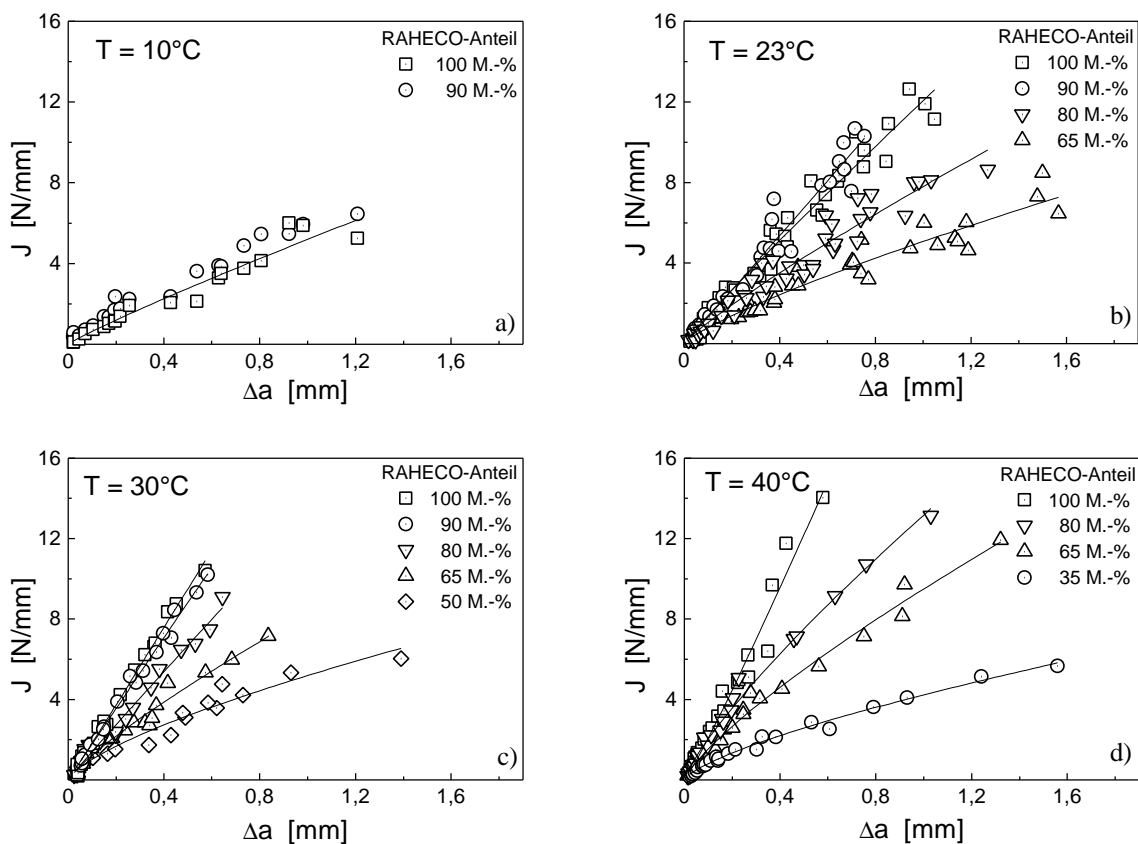 T = 10°C
RAHECO-Anteil
100 M.-%
90 M.-%
16
12
8
4
J [N/mm]
0
0,4
0,8
1,2
1,6
Δa [mm]
a)
T = 23°C
RAHECO-Anteil
100 M.-%
90 M.-%
80 M.-%
65 M.-%
16
12
8
4
J [N/mm]
0
0,4
0,8
1,2
1,6
Δa [mm]
b)
T = 30°C
RAHECO-Anteil
100 M.-%
90 M.-%
80 M.-%
65 M.-%
50 M.-%
16
12
8
4
J [N/mm]
0
0,4
0,8
1,2
1,6
Δa [mm]
c)
T = 40°C
RAHECO-Anteil
100 M.-%
80 M.-%
65 M.-%
35 M.-%
16
12
8
4
J [N/mm]
0
0,4
0,8
1,2
1,6
Δa [mm]
d)